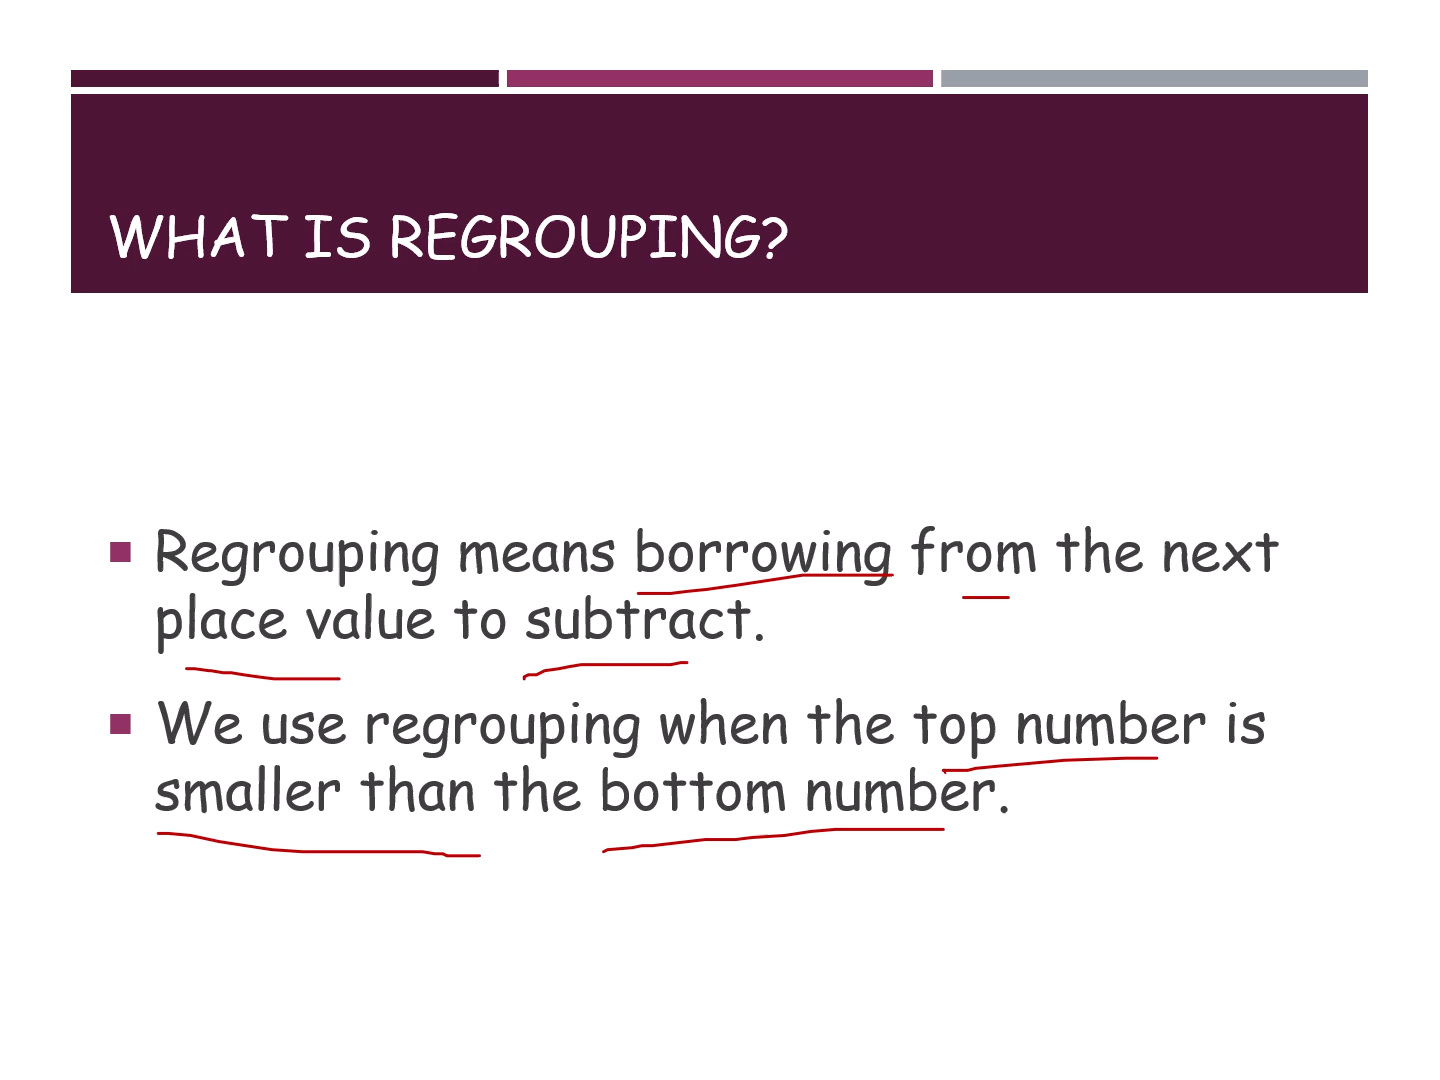 WHAT IS REGROUPING?
Regrouping means borrowing from the next
place value to subtract.
We use regrouping when the top number is
smaller than the bottom number.